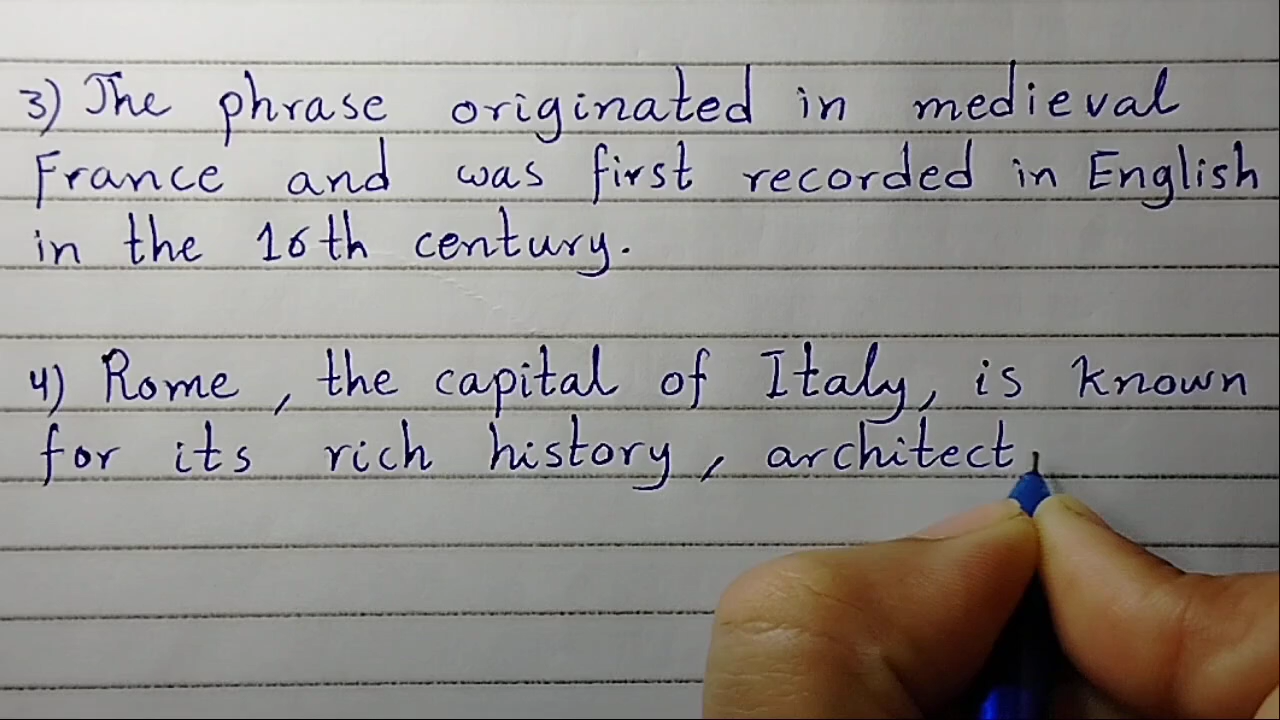 3) The phrase originated in medieval
France and was first recorded in English
in the 16th century.
4) Rome, the capital of Italy, is known
for its rich history, architect